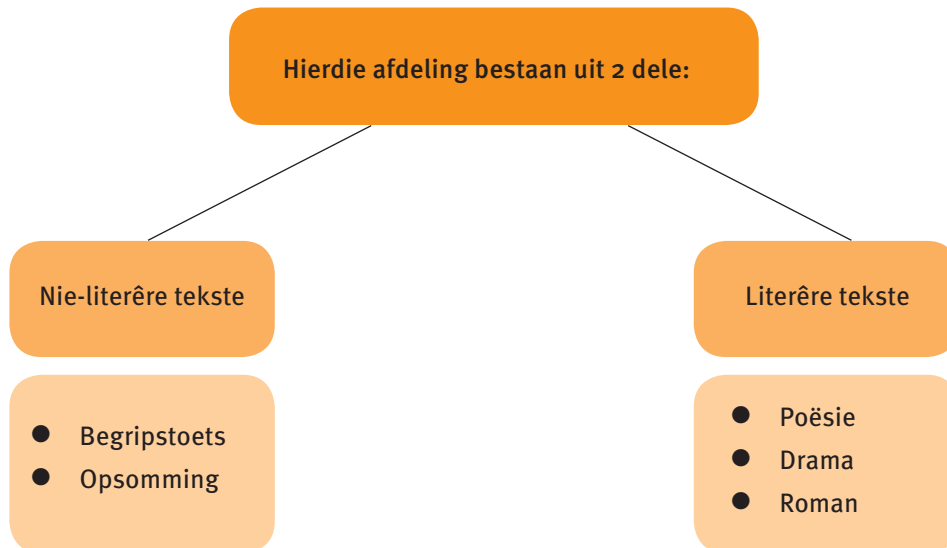 Hierdie afdeling bestaan uit 2 dele:
Nie-literêre tekste
● Begripstoets
● Opsomming
Literêre tekste
● Poësie
● Drama
● Roman